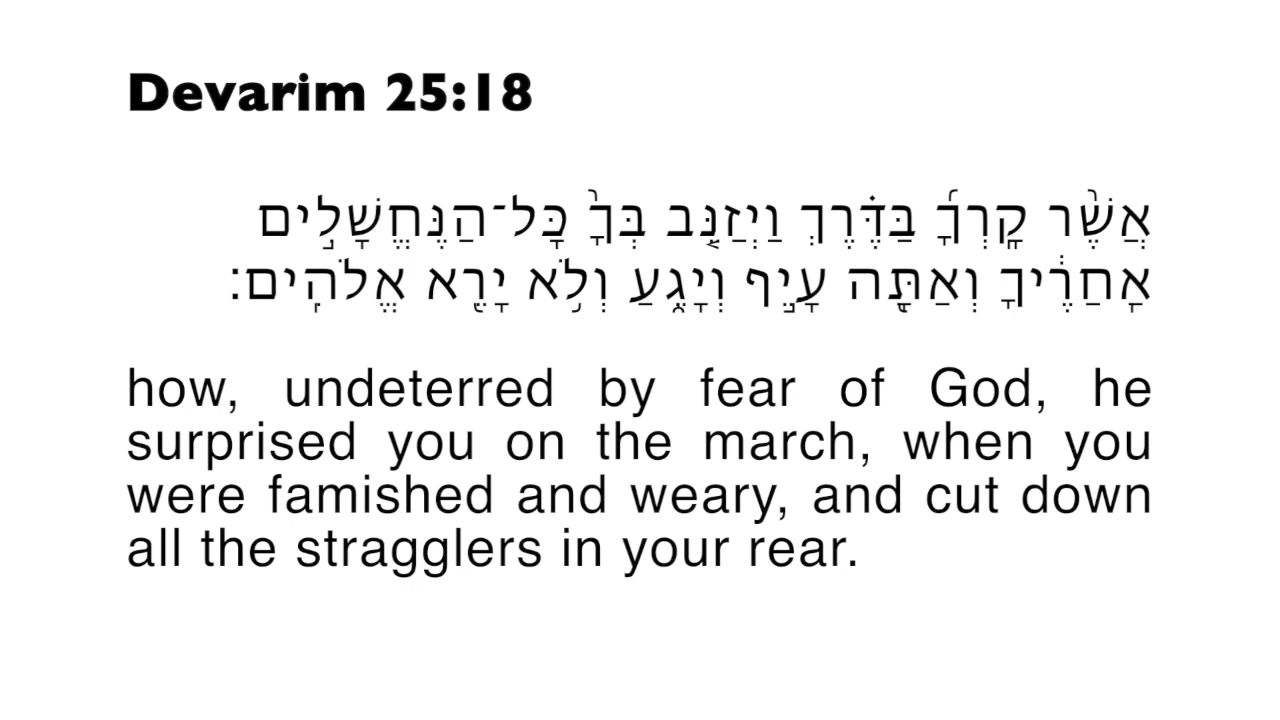 Devarim 25:18
אֲשֶׁ֨ר קָֽרְךָ֜ בַּדֶּ֗רֶךְ וַיְזַנֵּ֤ב בְּךָ֙ כׇּל־הַנֶּחֱשָׁלִ֣ים
אַֽחֲרֶ֔יךָ וְאַתָּ֖ה עָיֵ֣ף וְיָגֵ֑עַ וְלֹ֥א יָרֵ֖א אֱלֹהִֽים׃
how, undeterred by fear of God, he
surprised you on the march, when you
were famished and weary, and cut down
all the stragglers in your rear.